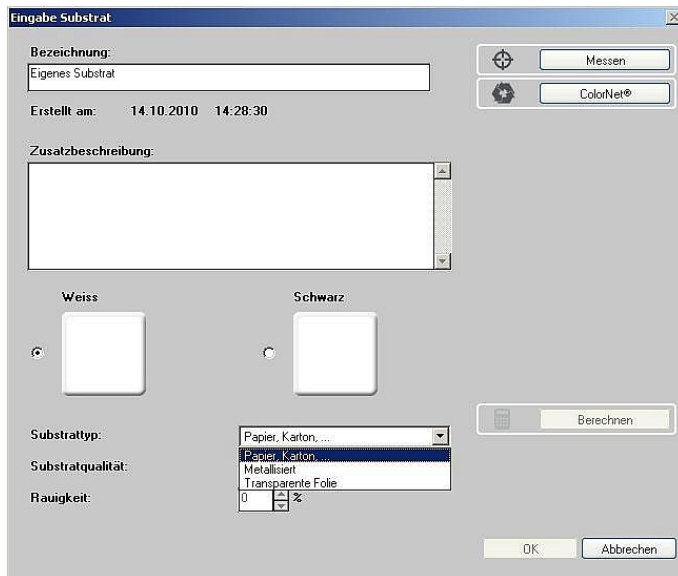 Eingabe Substrat
Bezeichnung:
Eigenes Substrat
Messen
ColorNet®
Erstellt am: 14.10.2010 14:28:30
Zusatzbeschreibung:
Weiss Schwarz
Berechnen
Substrattyp: Papier, Karton, ...
Papier, Karton, ...
Substratqualität:
Metallisiert
Transparente Folie
Rauigkeit: 0 %
OK Abbrechen